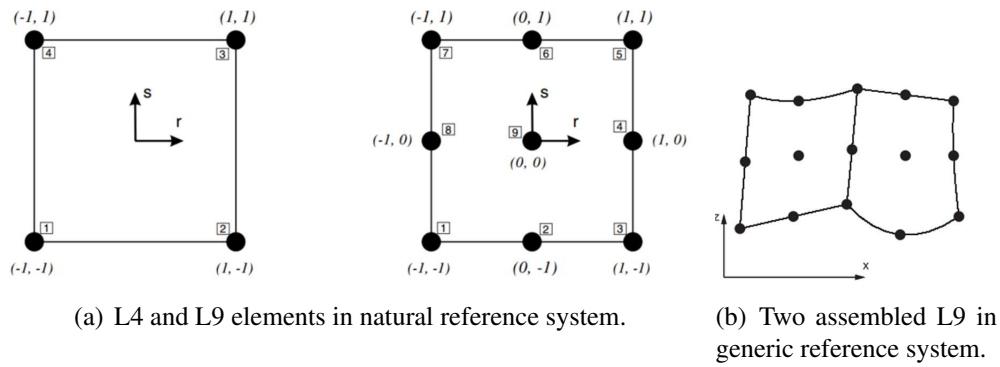 (-1, 1) (1, 1)
4 3
s
r
1 2
(-1, -1) (1, -1)
(-1, 1) (0, 1) (1, 1)
7 6 5
s
r
(-1, 0) 8 9 4 (1, 0)
(0, 0)
1 2 3
(-1, -1) (0, -1) (1, -1)
z
x
(a) L4 and L9 elements in natural reference system.
(b) Two assembled L9 in
generic reference system.